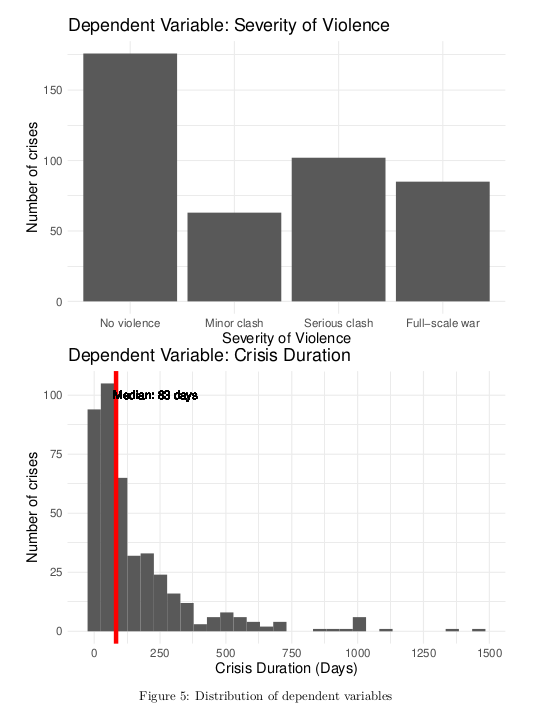 Dependent Variable: Severity of Violence
Number of crises
150
100
50
0
No violence Minor clash Serious clash Full−scale war
Severity of Violence
Dependent Variable: Crisis Duration
Number of crises
100
75
50
25
0
Median: 83 days
0 250 500 750 1000 1250 1500
Crisis Duration (Days)
Figure 5: Distribution of dependent variables